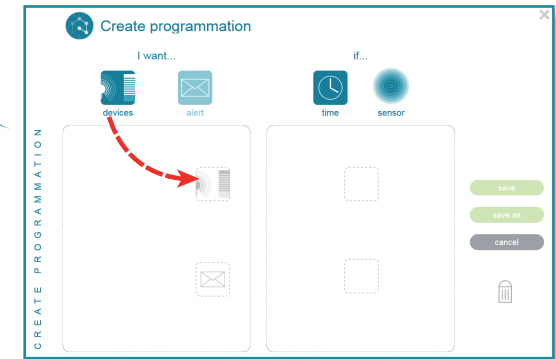 Create programmation
I want... if...
devices alert time sensor
CREATE PROGRAMMATION
save
save as
cancel